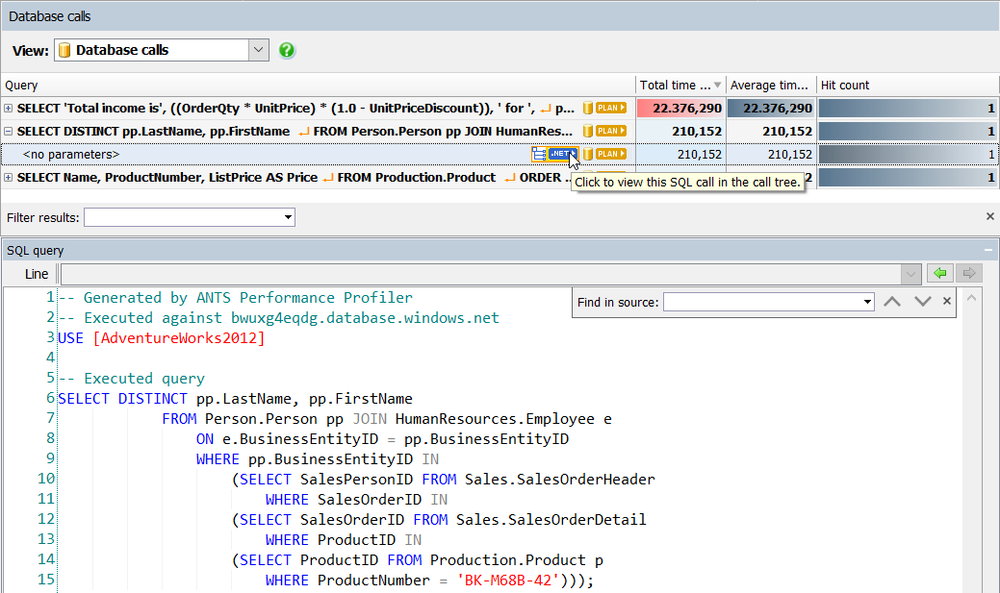 Database calls
View: Database calls ?
Query Total time ... Average tim... Hit count
SELECT 'Total income is', ((OrderQty * UnitPrice) * (1.0 - UnitPriceDiscount)), ' for ', p... PLAN 22.376,290 22.376,290 1
SELECT DISTINCT pp.LastName, pp.FirstName FROM Person.Person pp JOIN HumanRes... PLAN 210,152 210,152 1
<no parameters> .NET PLAN 210,152 210,152 1
SELECT Name, ProductNumber, ListPrice AS Price FROM Production.Product ORDER ... 2 1
Click to view this SQL call in the call tree.
Filter results:
SQL query
Line
Find in source:
1 -- Generated by ANTS Performance Profiler
2 -- Executed against bwuxg4eqdg.database.windows.net
3 USE [AdventureWorks2012]
4
5 -- Executed query
6 SELECT DISTINCT pp.LastName, pp.FirstName
7 FROM Person.Person pp JOIN HumanResources.Employee e
8 ON e.BusinessEntityID = pp.BusinessEntityID
9 WHERE pp.BusinessEntityID IN
10 (SELECT SalesPersonID FROM Sales.SalesOrderHeader
11 WHERE SalesOrderID IN
12 (SELECT SalesOrderID FROM Sales.SalesOrderDetail
13 WHERE ProductID IN
14 (SELECT ProductID FROM Production.Product p
15 WHERE ProductNumber = 'BK-M68B-42')));